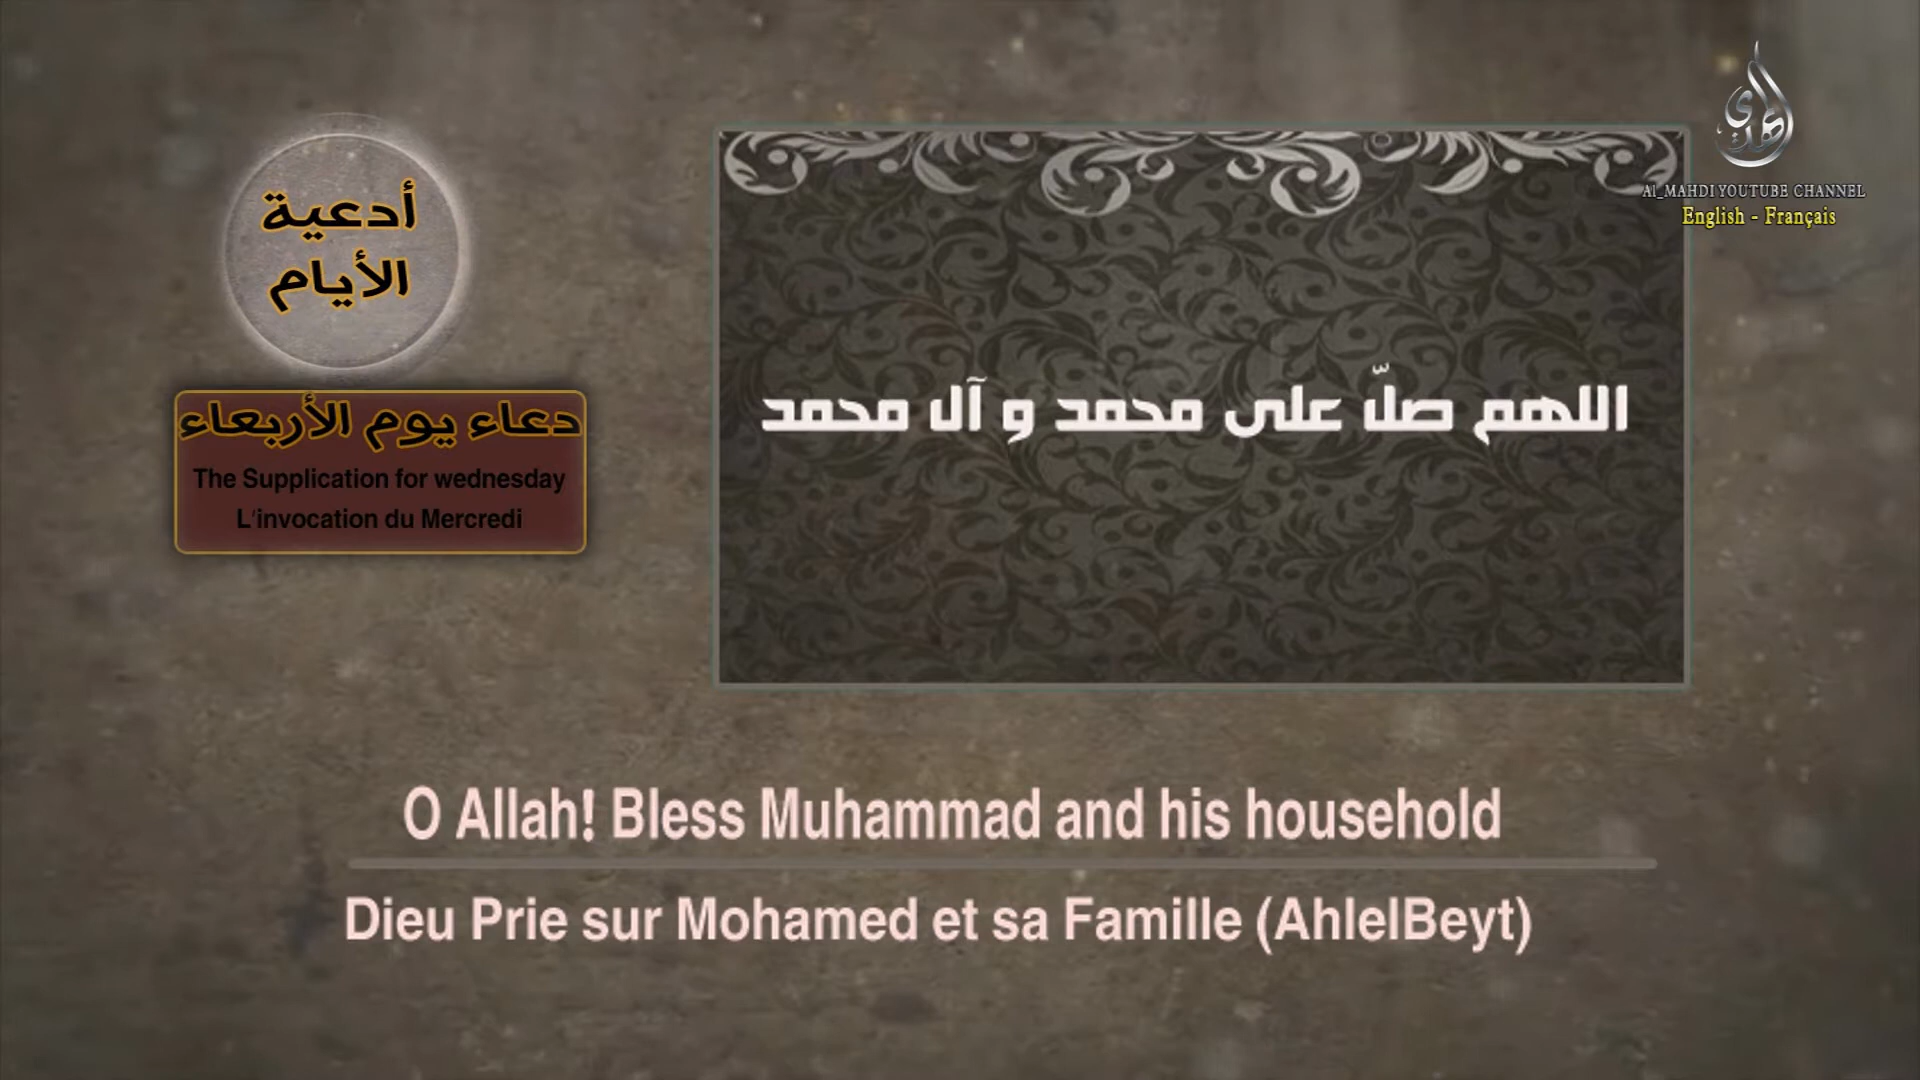 أدعية
الأيام
دعاء يوم الأربعاء
The Supplication for wednesday
L'invocation du Mercredi
اللهم صلّ على محمد و آل محمد
المهدي
Al_MAHDI YOUTUBE CHANNEL
English - Français
O Allah! Bless Muhammad and his household
Dieu Prie sur Mohamed et sa Famille (AhlelBeyt)